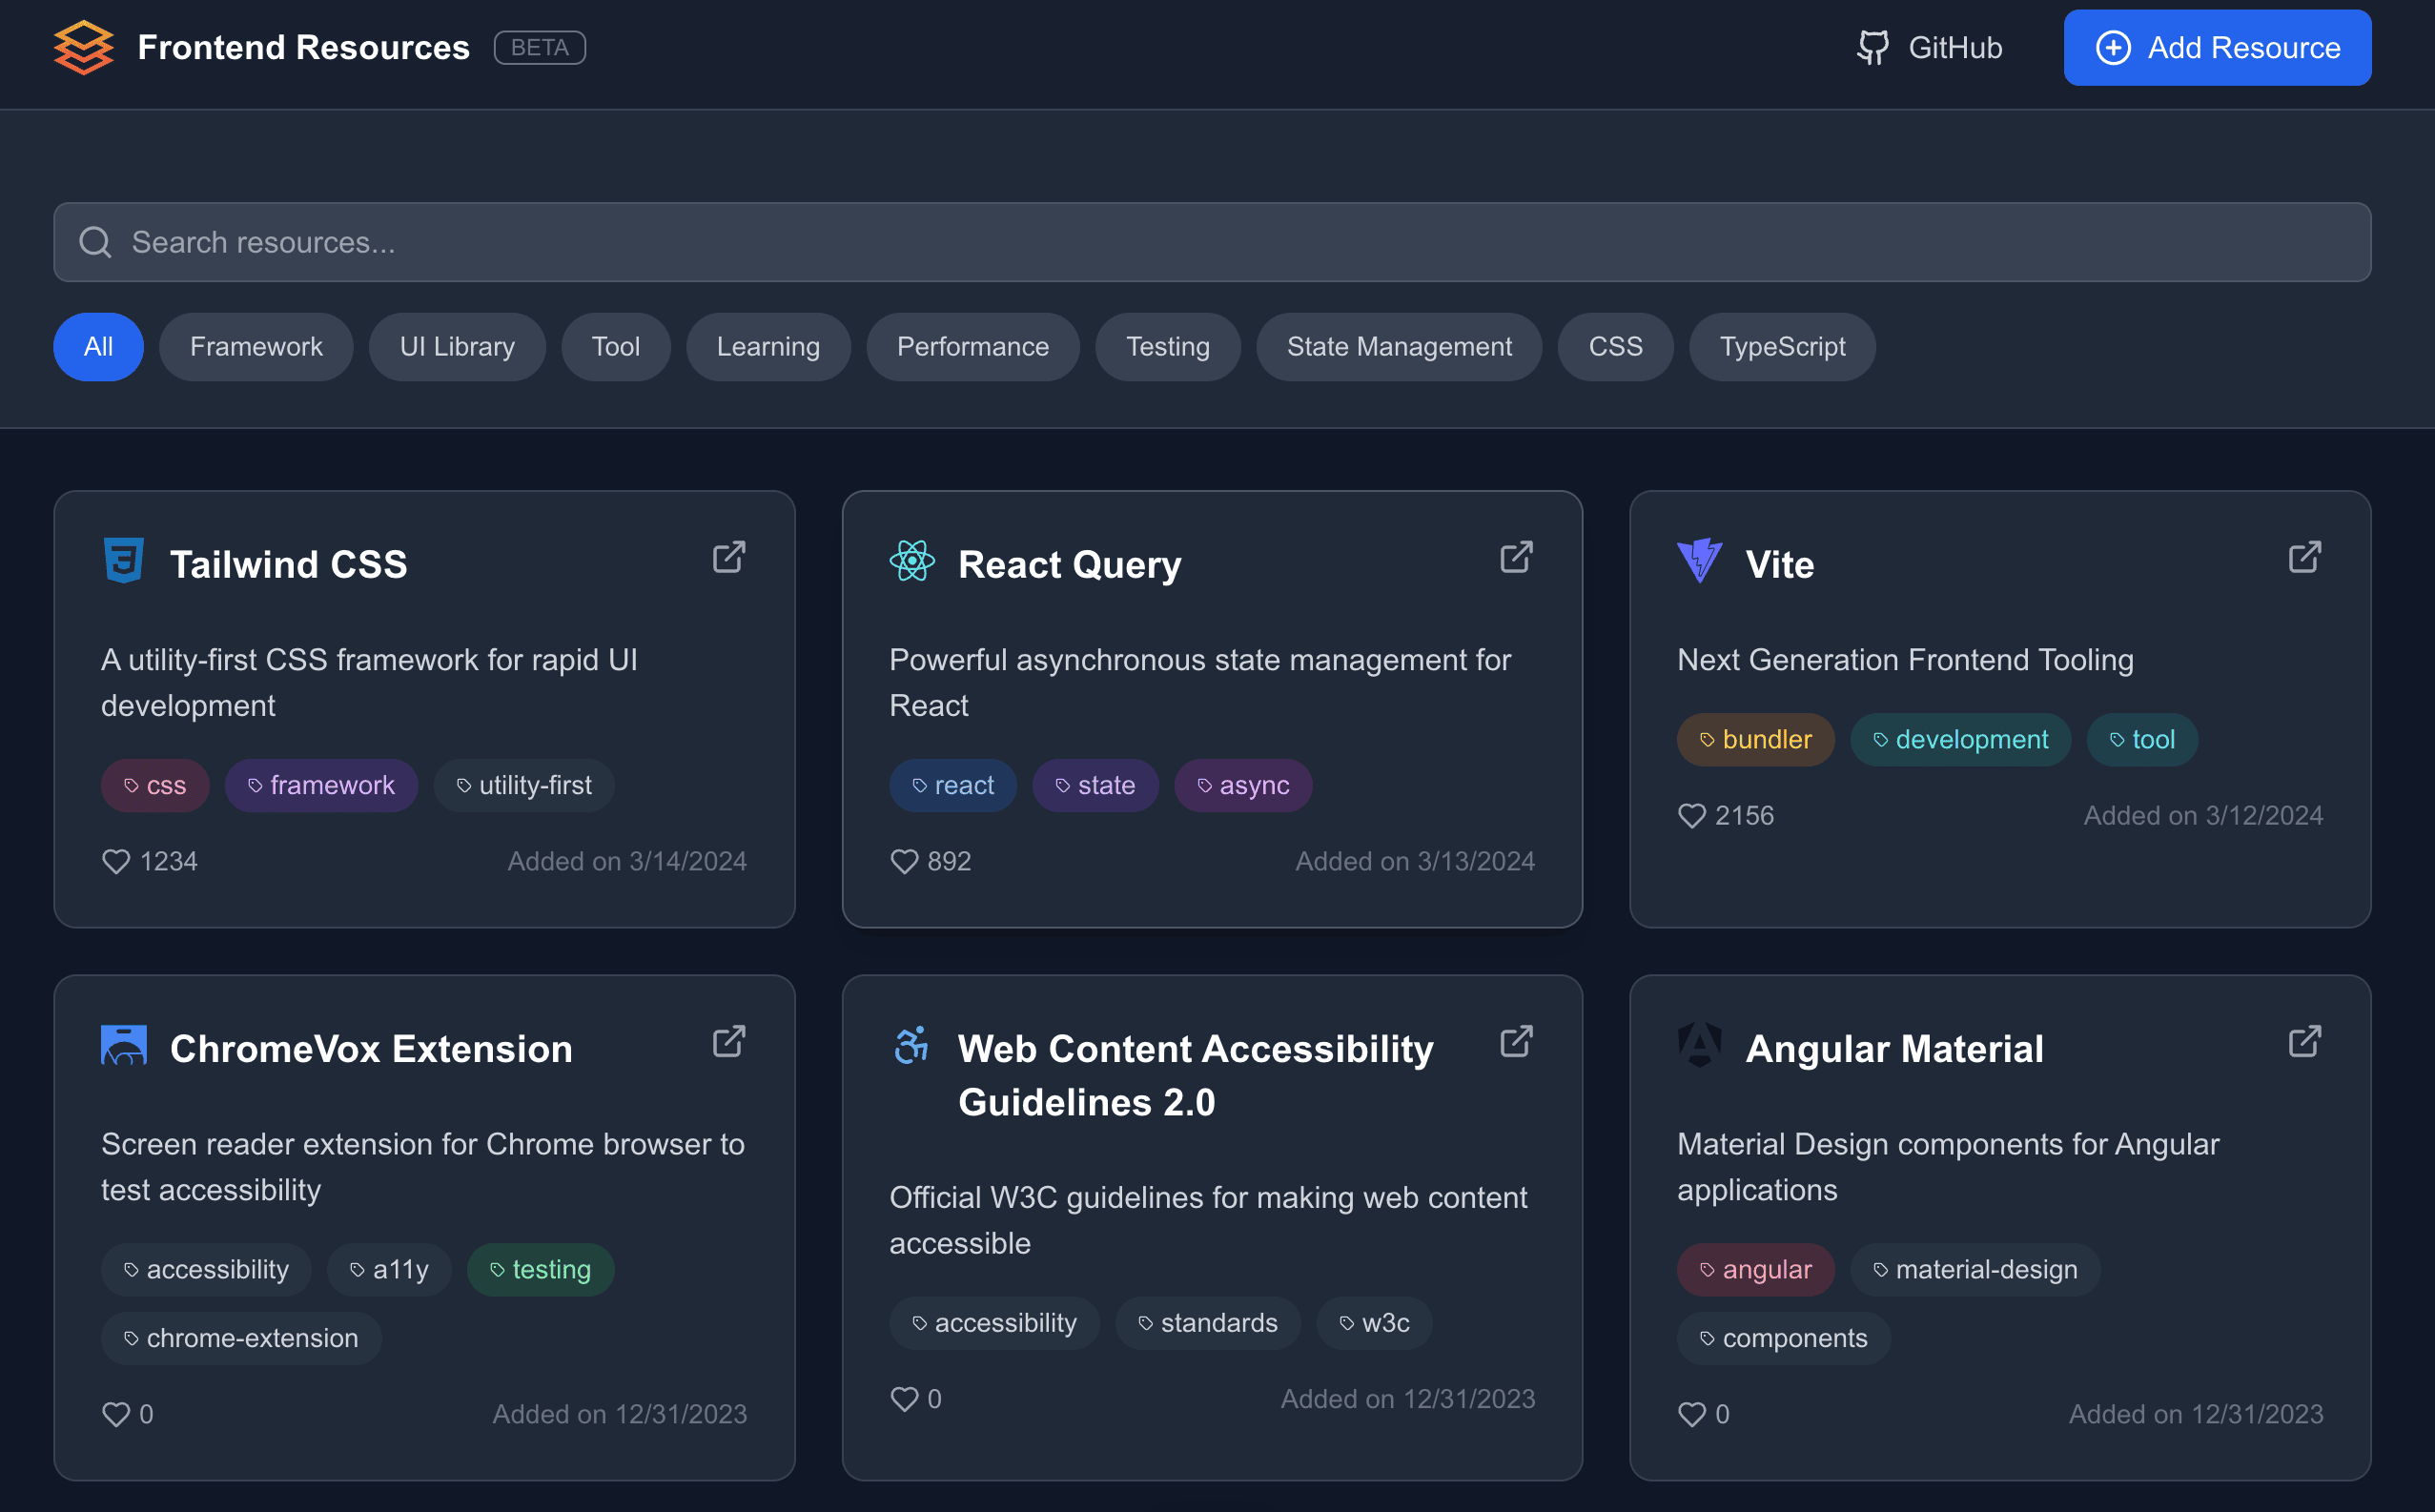 Frontend Resources BETA GitHub Add Resource
Search resources...
All Framework UI Library Tool Learning Performance Testing State Management CSS TypeScript
Tailwind CSS
A utility-first CSS framework for rapid UI
development
css framework utility-first
1234 Added on 3/14/2024
React Query
Powerful asynchronous state management for
React
react state async
892 Added on 3/13/2024
Vite
Next Generation Frontend Tooling
bundler development tool
2156 Added on 3/12/2024
ChromeVox Extension
Screen reader extension for Chrome browser to
test accessibility
accessibility a11y testing
chrome-extension
0 Added on 12/31/2023
Web Content Accessibility
Guidelines 2.0
Official W3C guidelines for making web content
accessible
accessibility standards w3c
0 Added on 12/31/2023
Angular Material
Material Design components for Angular
applications
angular material-design
components
0 Added on 12/31/2023